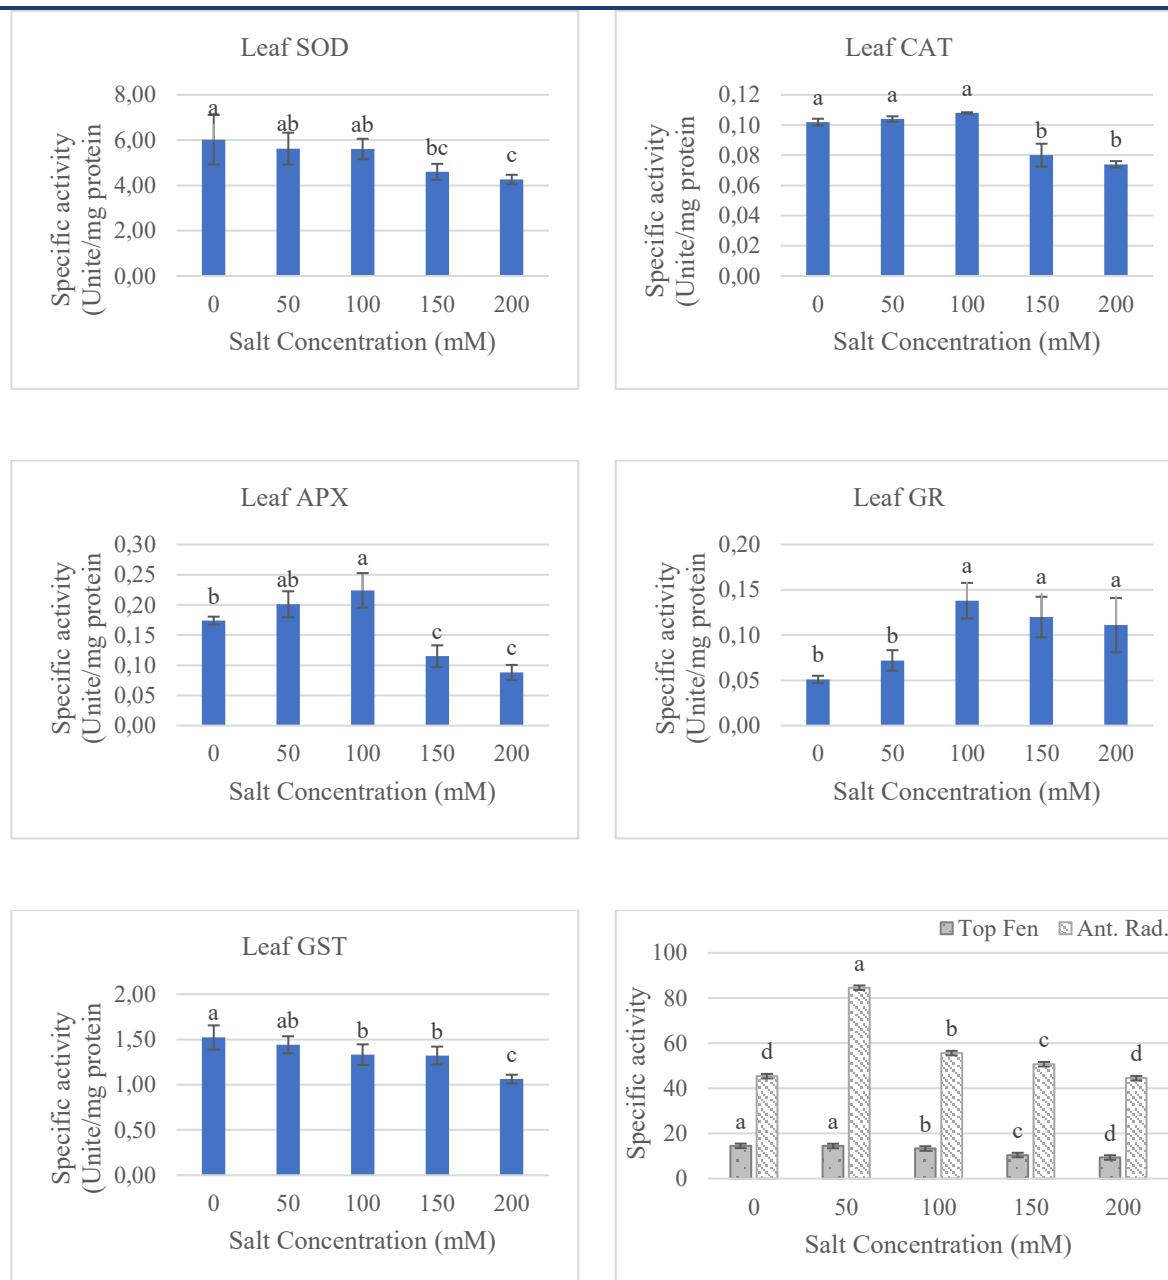 Leaf SOD
8,00
6,00
4,00
2,00
0,00
Specific activity
(Unite/mg protein
a
ab
ab
bc
c
0 50 100 150 200
Salt Concentration (mM)
Leaf CAT
0,12
0,10
0,08
0,06
0,04
0,02
0,00
Specific activity
(Unite/mg protein
a
a
a
b
b
0 50 100 150 200
Salt Concentration (mM)
Leaf APX
0,30
0,25
0,20
0,15
0,10
0,05
0,00
Specific activity
(Unite/mg protein
b
ab
a
c
c
0 50 100 150 200
Salt Concentration (mM)
Leaf GR
0,20
0,15
0,10
0,05
0,00
Specific activity
(Unite/mg protein
b
b
a
a
a
0 50 100 150 200
Salt Concentration (mM)
Leaf GST
2,00
1,50
1,00
0,50
0,00
Specific activity
(Unite/mg protein
a
ab
b
b
c
0 50 100 150 200
Salt Concentration (mM)
Top Fen Ant. Rad.
100
80
60
40
20
0
Specific activity
a d
a a
b b
c c
d d
0 50 100 150 200
Salt Concentration (mM)